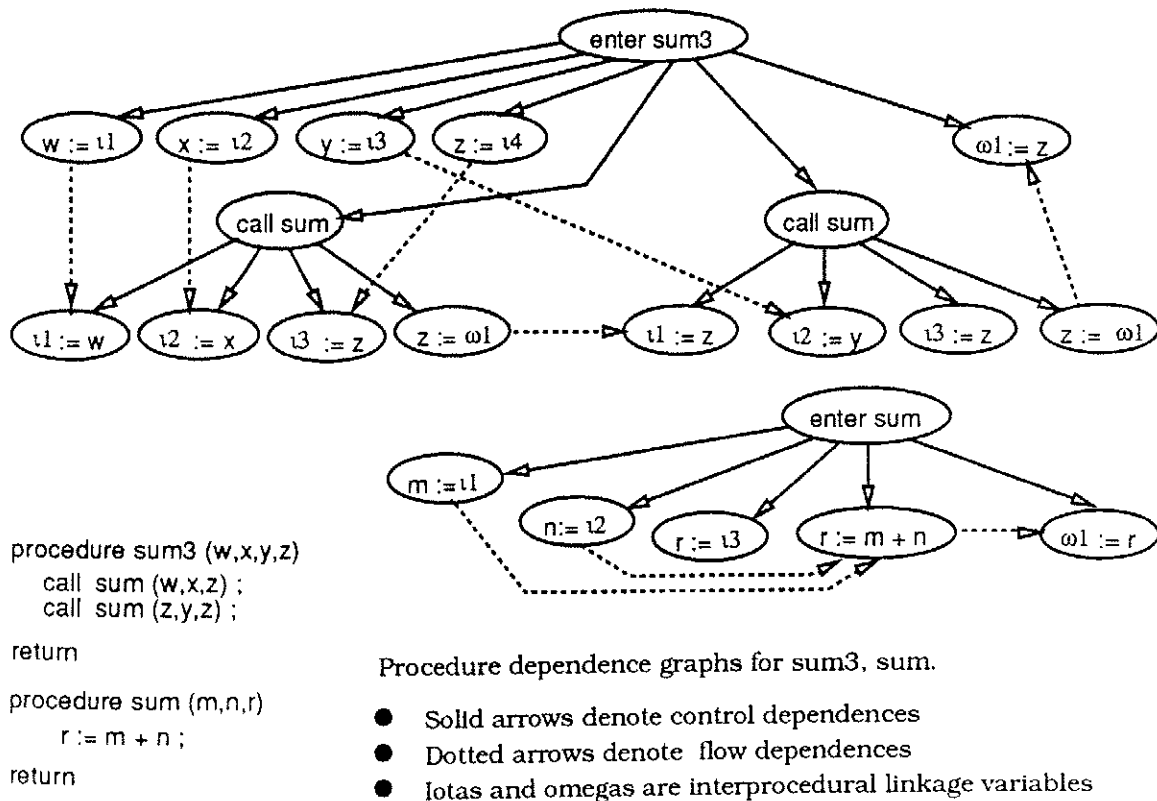 enter sum3
w := ι1
x := ι2
y := ι3
z := ι4
ω1 := z
call sum
call sum
ι1 := w
ι2 := x
ι3 := z
z := ω1
ι1 := z
ι2 := y
ι3 := z
z := ω1
enter sum
m := ι1
n := ι2
r := ι3
r := m + n
ω1 := r
procedure sum3 (w,x,y,z)
call sum (w,x,z) ;
call sum (z,y,z) ;
return
procedure sum (m,n,r)
r := m + n ;
return
Procedure dependence graphs for sum3, sum.
● Solid arrows denote control dependences
● Dotted arrows denote flow dependences
● Iotas and omegas are interprocedural linkage variables